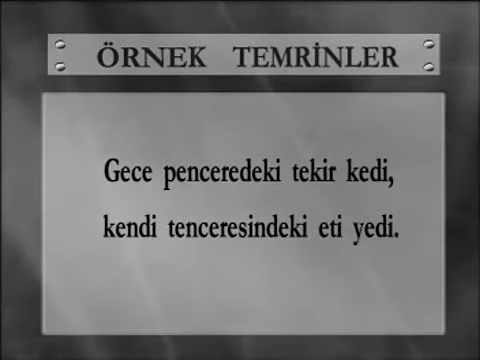 ÖRNEK TEMRİNLER
Gece penceredeki tekir kedi,
kendi tenceresindeki eti yedi.